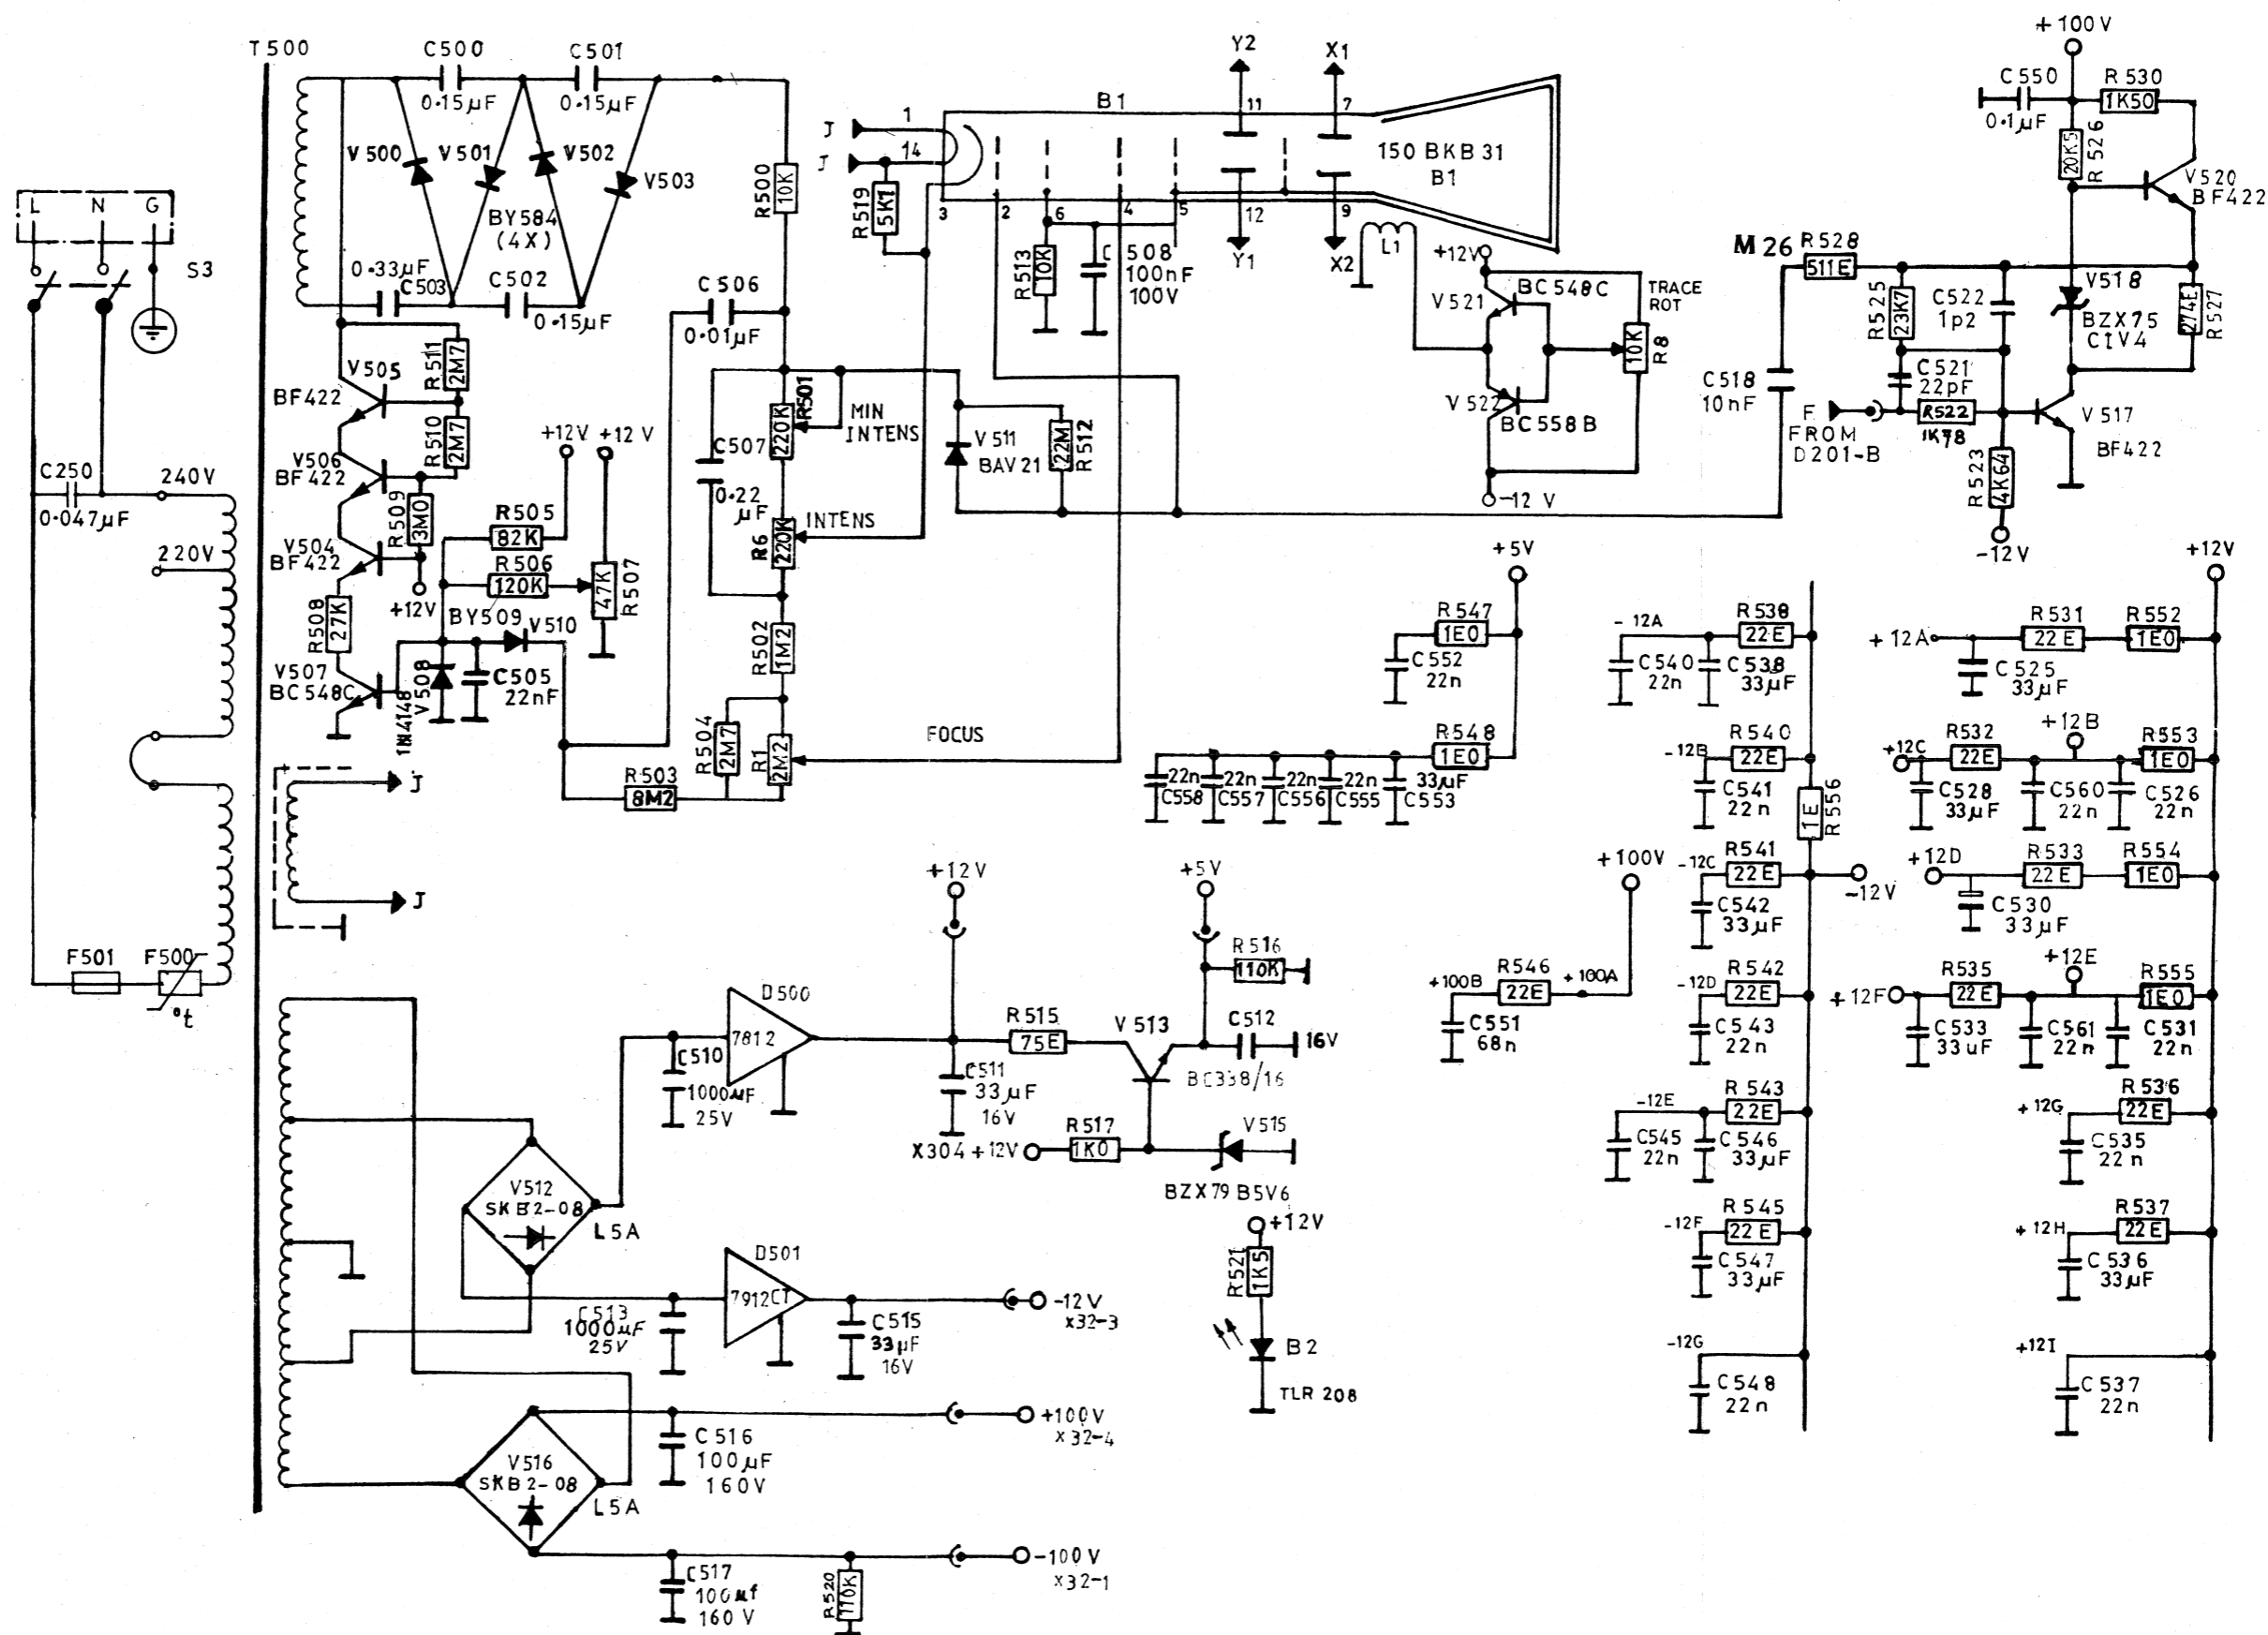 T500
C500
0.15µF
C501
0.15µF
V500
V501
V502
V503
BY584
(4X)
0.33µF
C503
C502
0.15µF
L
N
G
S3
C250
0.047µF
240V
220V
F501
F500
°t
R500
10K
C506
0.01µF
V505
BF422
R511
2M7
R510
2M7
V506
BF422
R509
3M0
V504
BF422
+12V
R508
27K
V507
BC548C
+12V
+12V
R505
82K
R506
120K
47K
R507
BY509
V510
V508
1N4148
C505
22nF
C507
0.22
µF
220K
R501
MIN
INTENS
R6
220K
INTENS
R502
1M2
R504
2M7
R1
2M2
FOCUS
R503
8M2
J
J
J
1
J
14
R519
5K1
3
2
6
4
5
B1
Y2
11
12
Y1
X1
7
9
X2
150 BKB 31
B1
R513
10K
C508
100nF
100V
V511
BAV21
22M
R512
L1
+12V
V521
BC548C
TRACE
ROT
10K
R8
V522
BC558B
-12V
+100V
C550
0.1µF
R530
1K50
20K5
R526
V520
BF422
M26
R528
511E
R525
23K7
C522
1p2
V518
BZX75
C1V4
274E
R527
C521
22pF
C518
10nF
F
FROM
D201-B
R522
1K78
V517
BF422
R523
4K64
-12V
+5V
R547
1E0
C552
22n
R548
1E0
22n
C558
22n
C557
22n
C556
22n
C555
33µF
C553
-12A
R538
22E
C540
22n
C538
33µF
-12B
R540
22E
C541
22n
1E
R556
-12C
R541
22E
C542
33µF
-12V
-12D
R542
22E
C543
22n
-12E
R543
22E
C545
22n
C546
33µF
-12F
R545
22E
C547
33µF
-12G
C548
22n
+12V
+12A
R531
22E
R552
1E0
C525
33µF
+12C
R532
22E
+12B
R553
1E0
C528
33µF
C560
22n
C526
22n
+12D
R533
22E
R554
1E0
C530
33µF
+12F
R535
22E
+12E
R555
1E0
C533
33uF
C561
22n
C531
22n
+12G
R536
22E
C535
22n
+12H
R537
22E
C536
33µF
+12I
C537
22n
+100V
+100B
R546
22E
+100A
C551
68n
+12V
+5V
R516
110K
D500
7812
C510
1000µF
25V
C511
33µF
16V
R515
75E
V513
BC338/16
C512
16V
X304 +12V
R517
1K0
V515
BZX79 B5V6
V512
SKB2-08
L5A
D501
7912CT
C513
1000µF
25V
C515
33µF
16V
-12V
X32-3
+12V
R521
1K5
B2
TLR 208
V516
SKB2-08
L5A
C516
100µF
160V
+100V
X32-4
C517
100µf
160V
R520
110K
-100V
X32-1